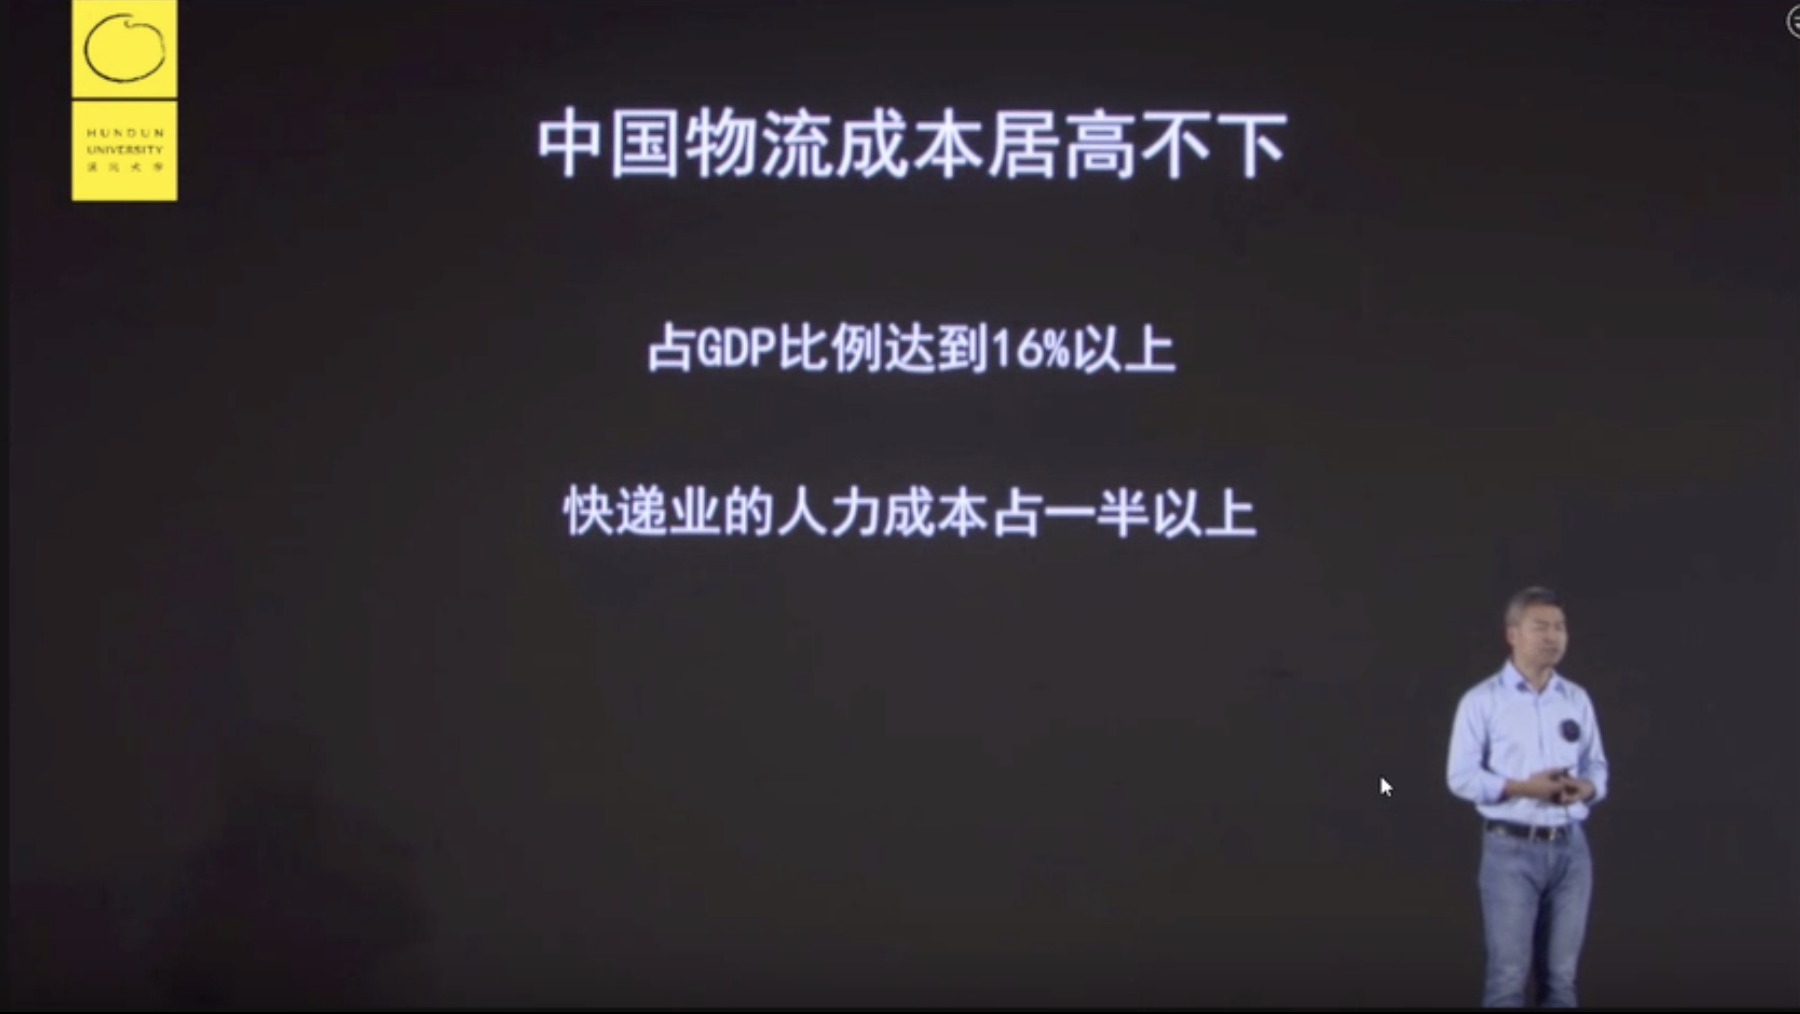 HUNDUN
UNIVERSITY
混沌大学
中国物流成本居高不下
占GDP比例达到16%以上
快递业的人力成本占一半以上